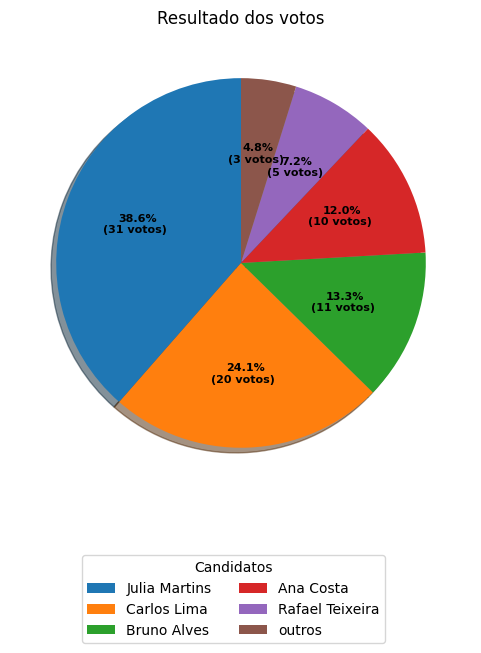 Resultado dos votos
4.8%
(3 votos)
7.2%
(5 votos)
38.6%
(31 votos)
12.0%
(10 votos)
13.3%
(11 votos)
24.1%
(20 votos)
Candidatos
Julia Martins
Carlos Lima
Bruno Alves
Ana Costa
Rafael Teixeira
outros